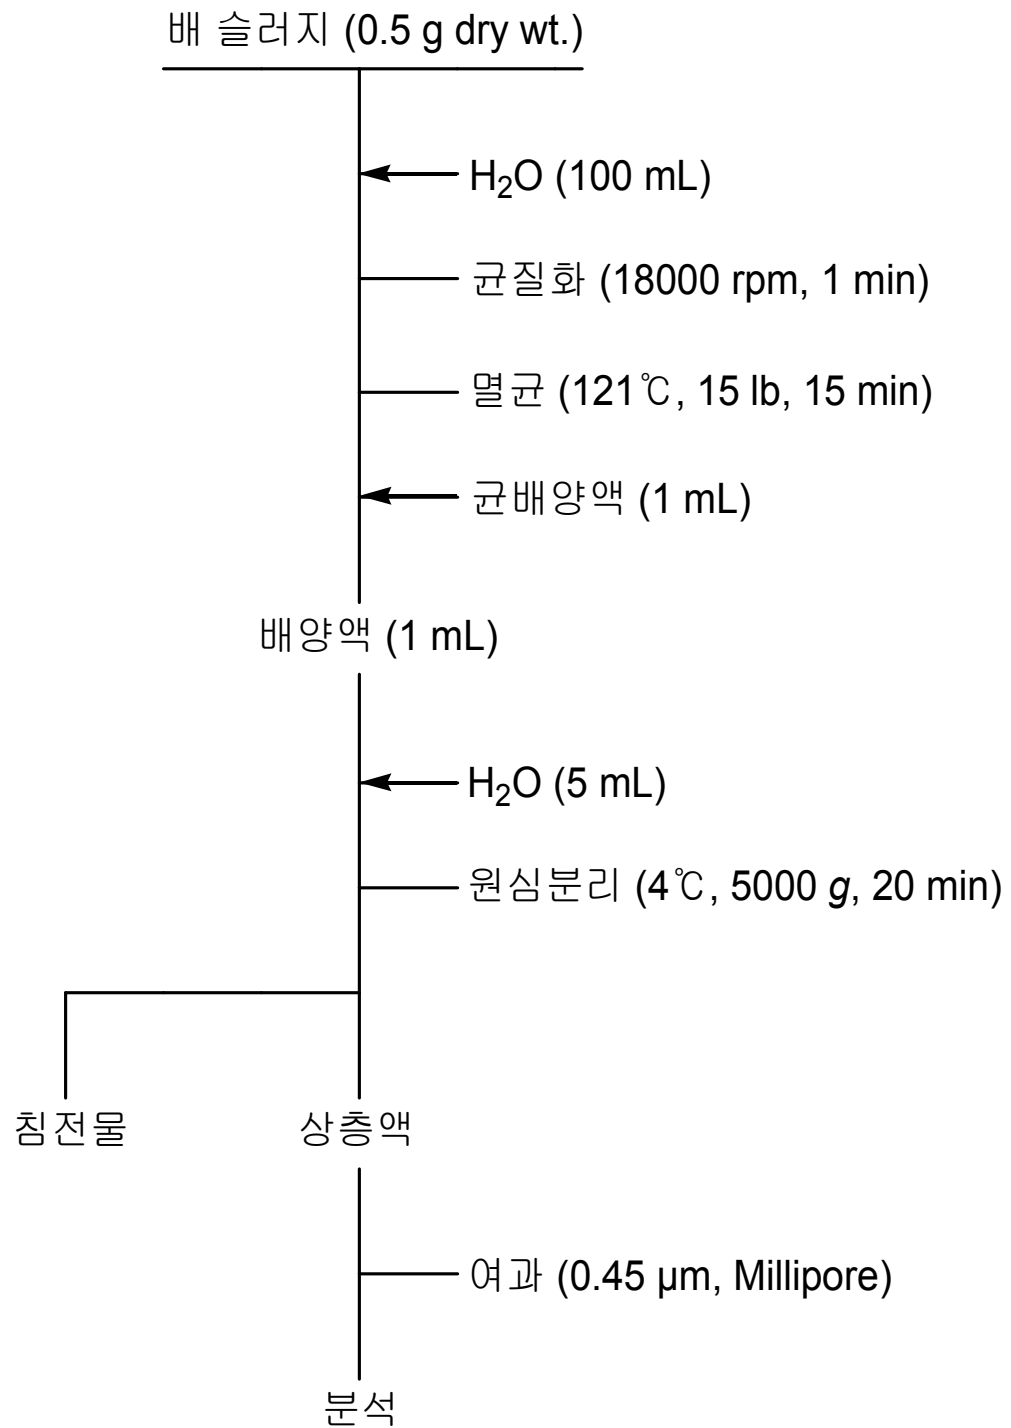 배 슬러지 (0.5 g dry wt.)
H₂O (100 mL)
균질화 (18000 rpm, 1 min)
멸균 (121℃, 15 lb, 15 min)
균배양액 (1 mL)
배양액 (1 mL)
H₂O (5 mL)
원심분리 (4℃, 5000 g, 20 min)
침전물 상층액
여과 (0.45 µm, Millipore)
분석